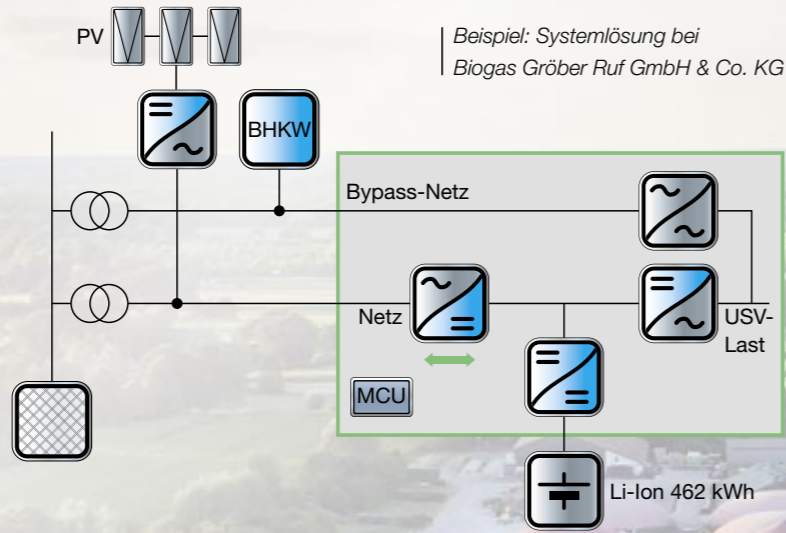 PV
Beispiel: Systemlösung bei
Biogas Gröber Ruf GmbH & Co. KG
BHKW
Bypass-Netz
Netz
USV-
Last
MCU
Li-Ion 462 kWh